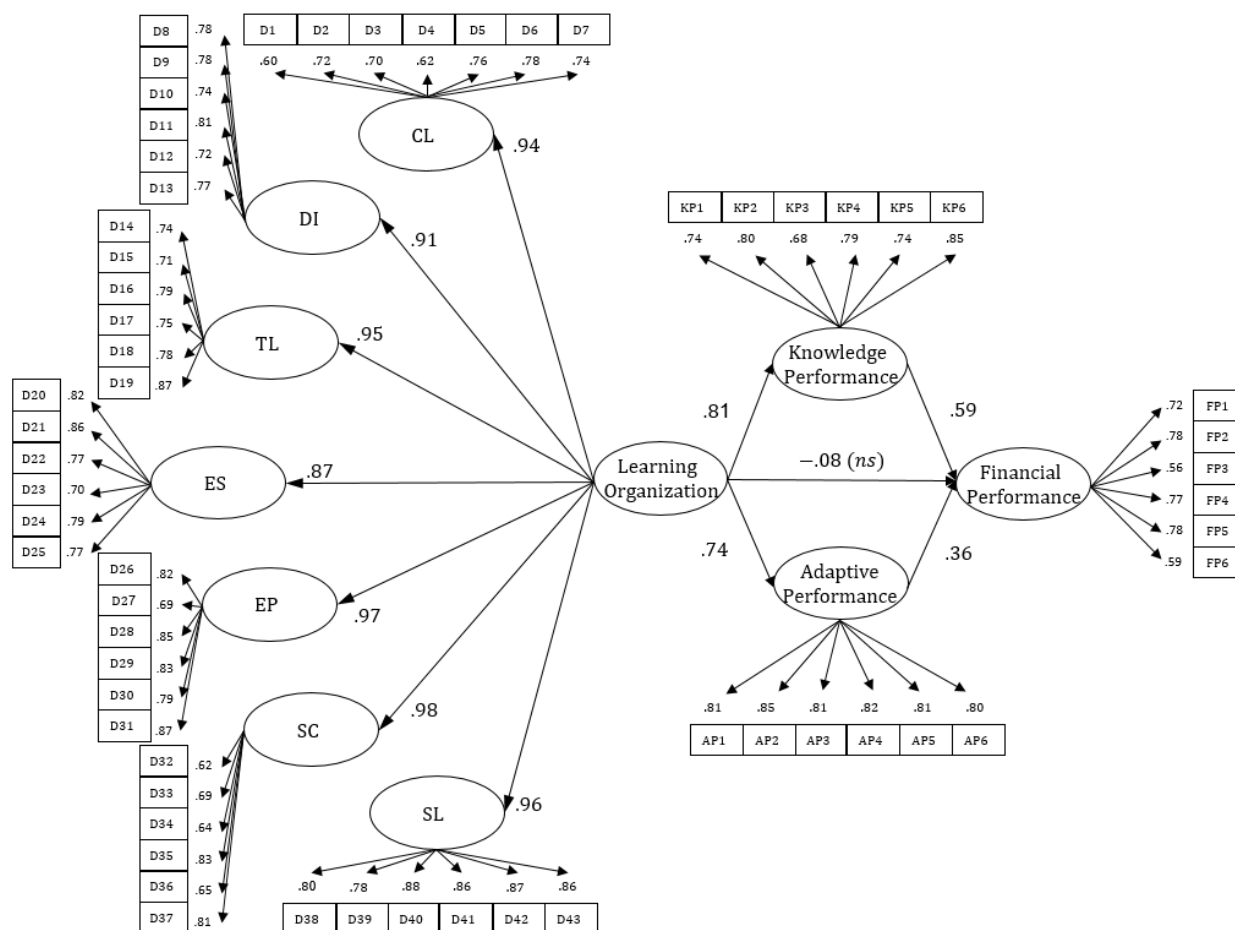 D1 D2 D3 D4 D5 D6 D7
.60 .72 .70 .62 .76 .78 .74
CL
.94
D8 .78
D9 .78
D10 .74
D11 .81
D12 .72
D13 .77
DI
.91
D14 .74
D15 .71
D16 .79
D17 .75
D18 .78
D19 .87
TL
.95
D20 .82
D21 .86
D22 .77
D23 .70
D24 .79
D25 .77
ES
.87
D26 .82
D27 .69
D28 .85
D29 .83
D30 .79
D31 .87
EP
.97
D32 .62
D33 .69
D34 .64
D35 .83
D36 .65
D37 .81
SC
.98
SL
.96
.80 .78 .88 .86 .87 .86
D38 D39 D40 D41 D42 D43
Learning
Organization
KP1 KP2 KP3 KP4 KP5 KP6
.74 .80 .68 .79 .74 .85
Knowledge
Performance
.81
.59
−.08 (ns)
.74
.36
Adaptive
Performance
.81 .85 .81 .82 .81 .80
AP1 AP2 AP3 AP4 AP5 AP6
Financial
Performance
.72 FP1
.78 FP2
.56 FP3
.77 FP4
.78 FP5
.59 FP6